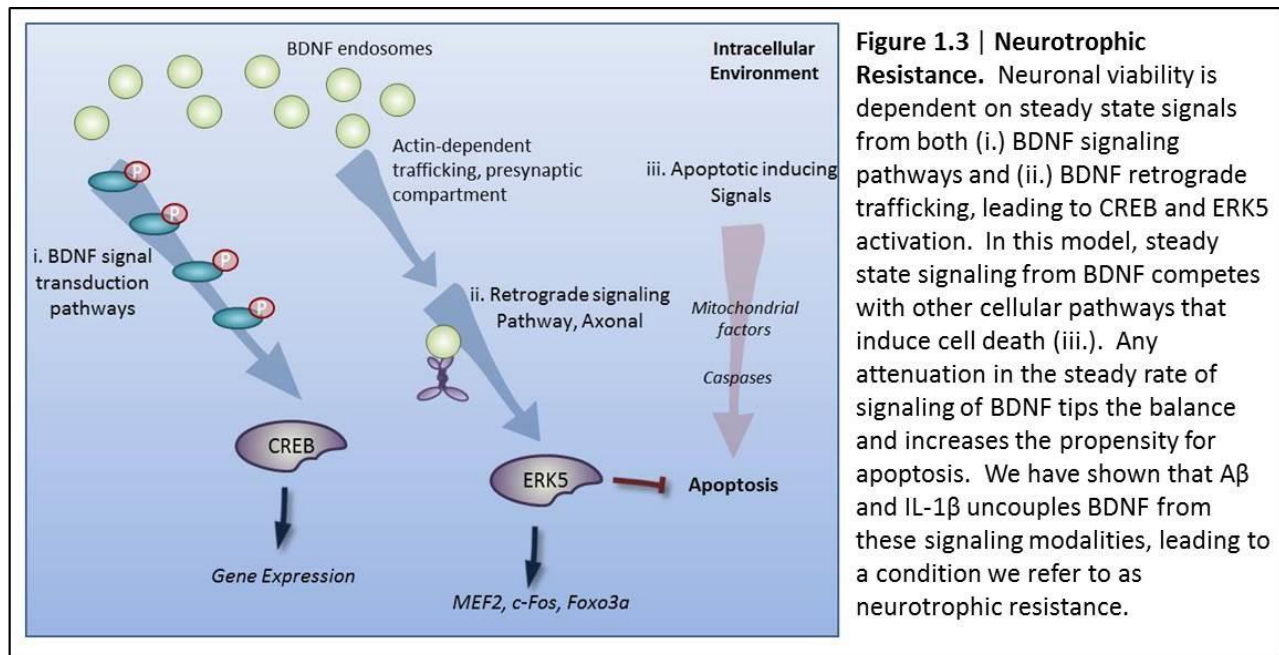 BDNF endosomes
Intracellular
Environment
Actin-dependent
trafficking, presynaptic
compartment
iii. Apoptotic inducing
Signals
P
P
P
P
i. BDNF signal
transduction
pathways
ii. Retrograde signaling
Pathway, Axonal
Mitochondrial
factors
Caspases
CREB
ERK5
Apoptosis
Gene Expression
MEF2, c-Fos, Foxo3a
Figure 1.3 | Neurotrophic
Resistance. Neuronal viability is
dependent on steady state signals
from both (i.) BDNF signaling
pathways and (ii.) BDNF retrograde
trafficking, leading to CREB and ERK5
activation. In this model, steady
state signaling from BDNF competes
with other cellular pathways that
induce cell death (iii.). Any
attenuation in the steady rate of
signaling of BDNF tips the balance
and increases the propensity for
apoptosis. We have shown that Aβ
and IL-1β uncouples BDNF from
these signaling modalities, leading to
a condition we refer to as
neurotrophic resistance.